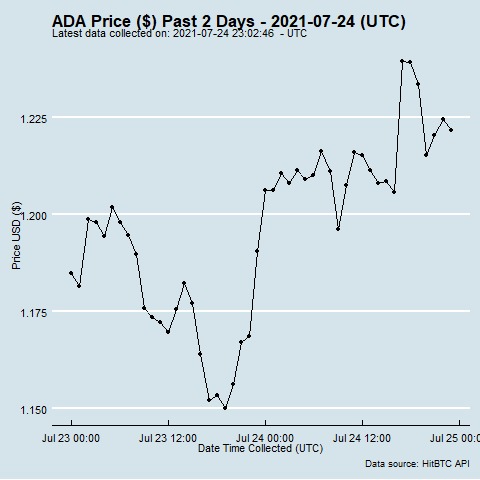 ADA Price ($) Past 2 Days - 2021-07-24 (UTC)
Latest data collected on: 2021-07-24 23:02:46 - UTC
Price USD ($)
1.225
1.200
1.175
1.150
Jul 23 00:00 Jul 23 12:00 Jul 24 00:00 Jul 24 12:00 Jul 25 00:00
Date Time Collected (UTC)
Data source: HitBTC API